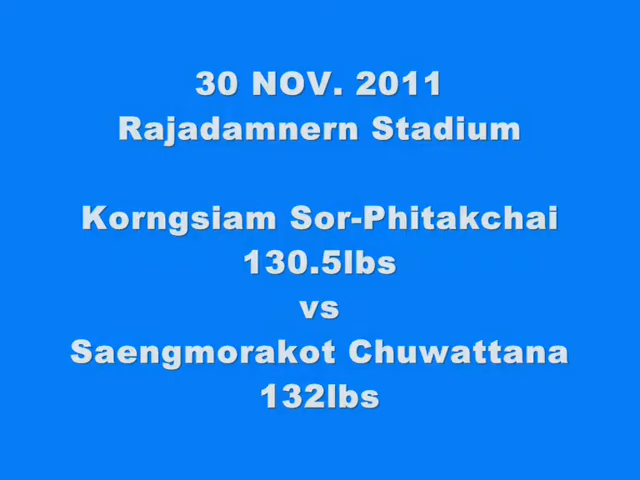 30 NOV. 2011
Rajadamnern Stadium
Korngsiam Sor-Phitakchai
130.5lbs
vs
Saengmorakot Chuwattana
132lbs